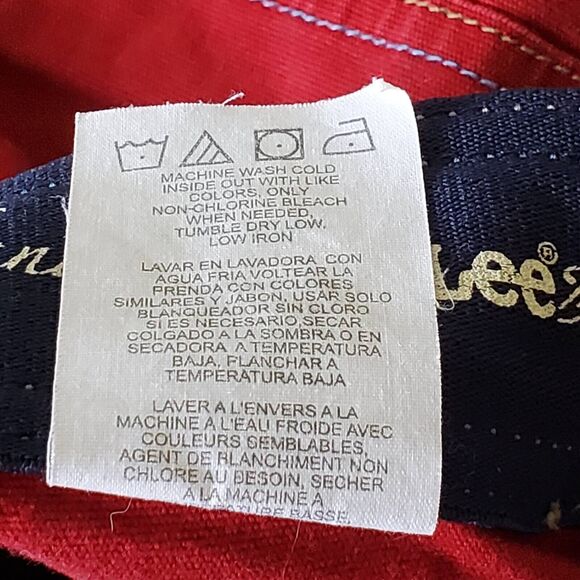 MACHINE WASH COLD
INSIDE OUT WITH LIKE
COLORS, ONLY
NON-CHLORINE BLEACH
WHEN NEEDED,
TUMBLE DRY LOW,
LOW IRON
LAVAR EN LAVADORA CON
AGUA FRIA VOLTEAR LA
PRENDA CON COLORES
SIMILARES Y JABON, USAR SOLO
BLANQUEADOR SIN CLORO
SI ES NECESARIO, SECAR
COLGADO A LA SOMBRA O EN
SECADORA A TEMPERATURA
BAJA, PLANCHAR A
TEMPERATURA BAJA
LAVER A L'ENVERS A LA
MACHINE A L'EAU FROIDE AVEC
COULEURS SEMBLABLES,
AGENT DE BLANCHIMENT NON
CHLORE AU BESOIN, SECHER
A LA MACHINE A
BASSE,
Lee®